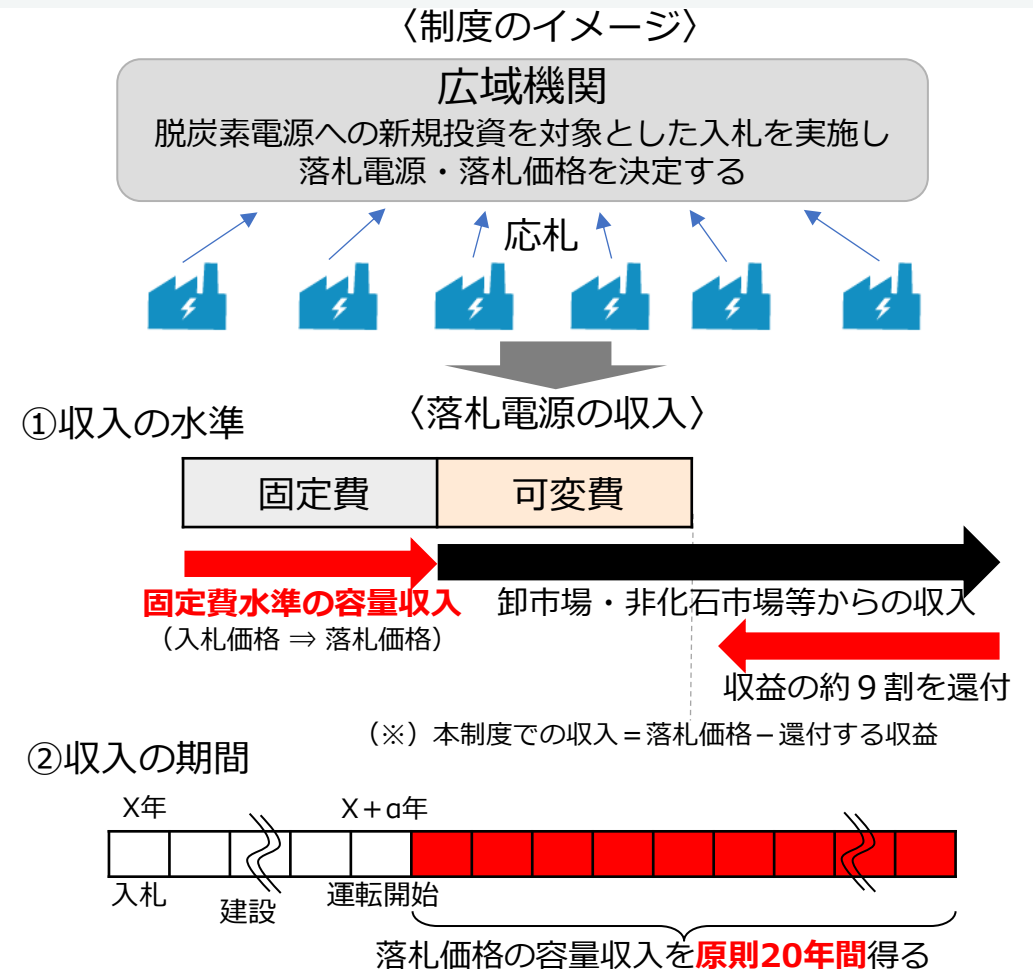 〈制度のイメージ〉
広域機関
脱炭素電源への新規投資を対象とした入札を実施し
落札電源・落札価格を決定する
応札
〈落札電源の収入〉
①収入の水準
固定費
可変費
固定費水準の容量収入
(入札価格 ⇒ 落札価格)
卸市場・非化石市場等からの収入
収益の約９割を還付
(※)本制度での収入＝落札価格－還付する収益
②収入の期間
X年
X＋α年
入札
建設
運転開始
落札価格の容量収入を原則20年間得る